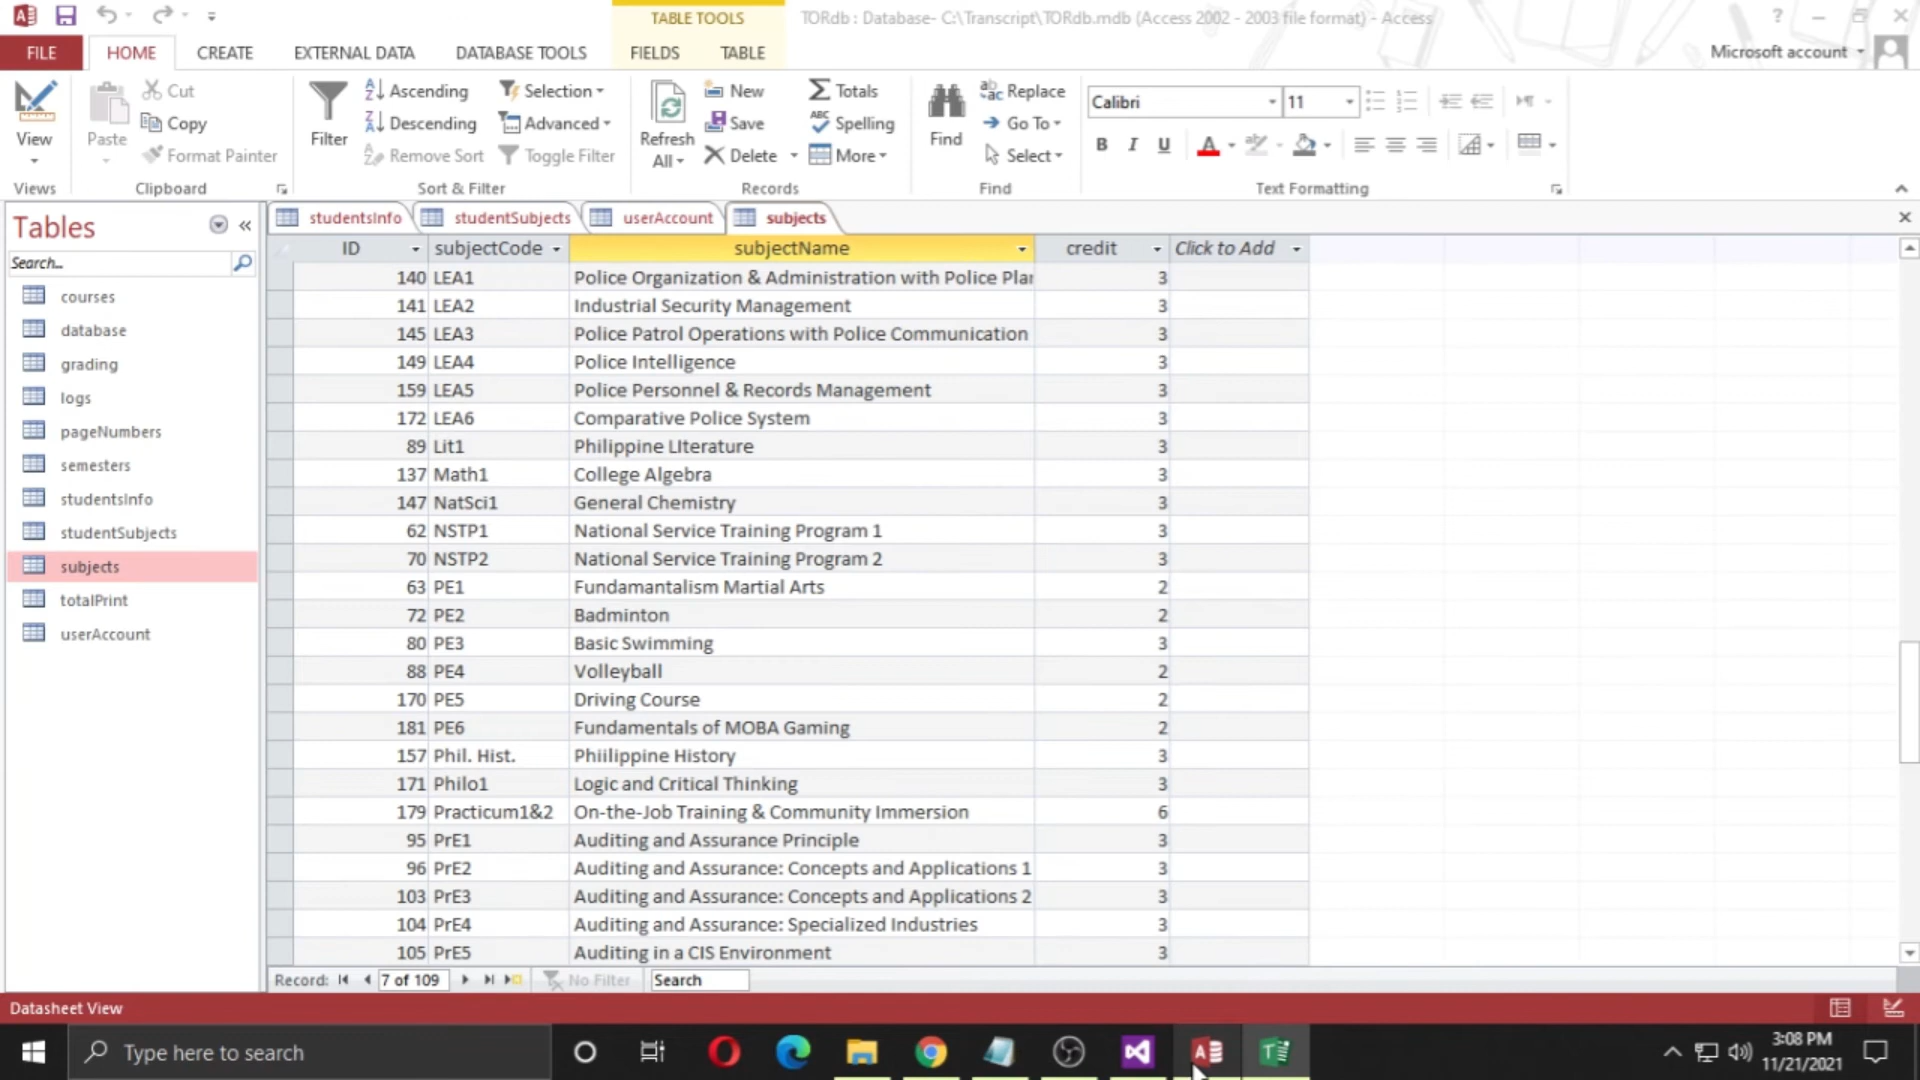 TABLE TOOLS
TORdb : Database- C:\Transcript\TORdb.mdb (Access 2002 - 2003 file format) - Access
?
FILE
HOME
CREATE
EXTERNAL DATA
DATABASE TOOLS
FIELDS
TABLE
Microsoft account
View
Views
Paste
Cut
Copy
Format Painter
Clipboard
Filter
Ascending
Descending
Remove Sort
Selection
Advanced
Toggle Filter
Sort & Filter
Refresh
All
New
Save
Delete
Totals
Spelling
More
Records
Find
Replace
Go To
Select
Find
Calibri
11
B I U A
Text Formatting
Tables
Search...
courses
database
grading
logs
pageNumbers
semesters
studentsInfo
studentSubjects
subjects
totalPrint
userAccount
studentsInfo studentSubjects userAccount subjects
ID subjectCode subjectName credit Click to Add
140 LEA1 Police Organization & Administration with Police Plar 3
141 LEA2 Industrial Security Management 3
145 LEA3 Police Patrol Operations with Police Communication 3
149 LEA4 Police Intelligence 3
159 LEA5 Police Personnel & Records Management 3
172 LEA6 Comparative Police System 3
89 Lit1 Philippine LIterature 3
137 Math1 College Algebra 3
147 NatSci1 General Chemistry 3
62 NSTP1 National Service Training Program 1 3
70 NSTP2 National Service Training Program 2 3
63 PE1 Fundamantalism Martial Arts 2
72 PE2 Badminton 2
80 PE3 Basic Swimming 3
88 PE4 Volleyball 2
170 PE5 Driving Course 2
181 PE6 Fundamentals of MOBA Gaming 2
157 Phil. Hist. Phiilippine History 3
171 Philo1 Logic and Critical Thinking 3
179 Practicum1&2 On-the-Job Training & Community Immersion 6
95 PrE1 Auditing and Assurance Principle 3
96 PrE2 Auditing and Assurance: Concepts and Applications 1 3
103 PrE3 Auditing and Assurance: Concepts and Applications 2 3
104 PrE4 Auditing and Assurance: Specialized Industries 3
105 PrE5 Auditing in a CIS Environment 3
Record: 7 of 109 No Filter Search
Datasheet View
Type here to search
3:08 PM
11/21/2021